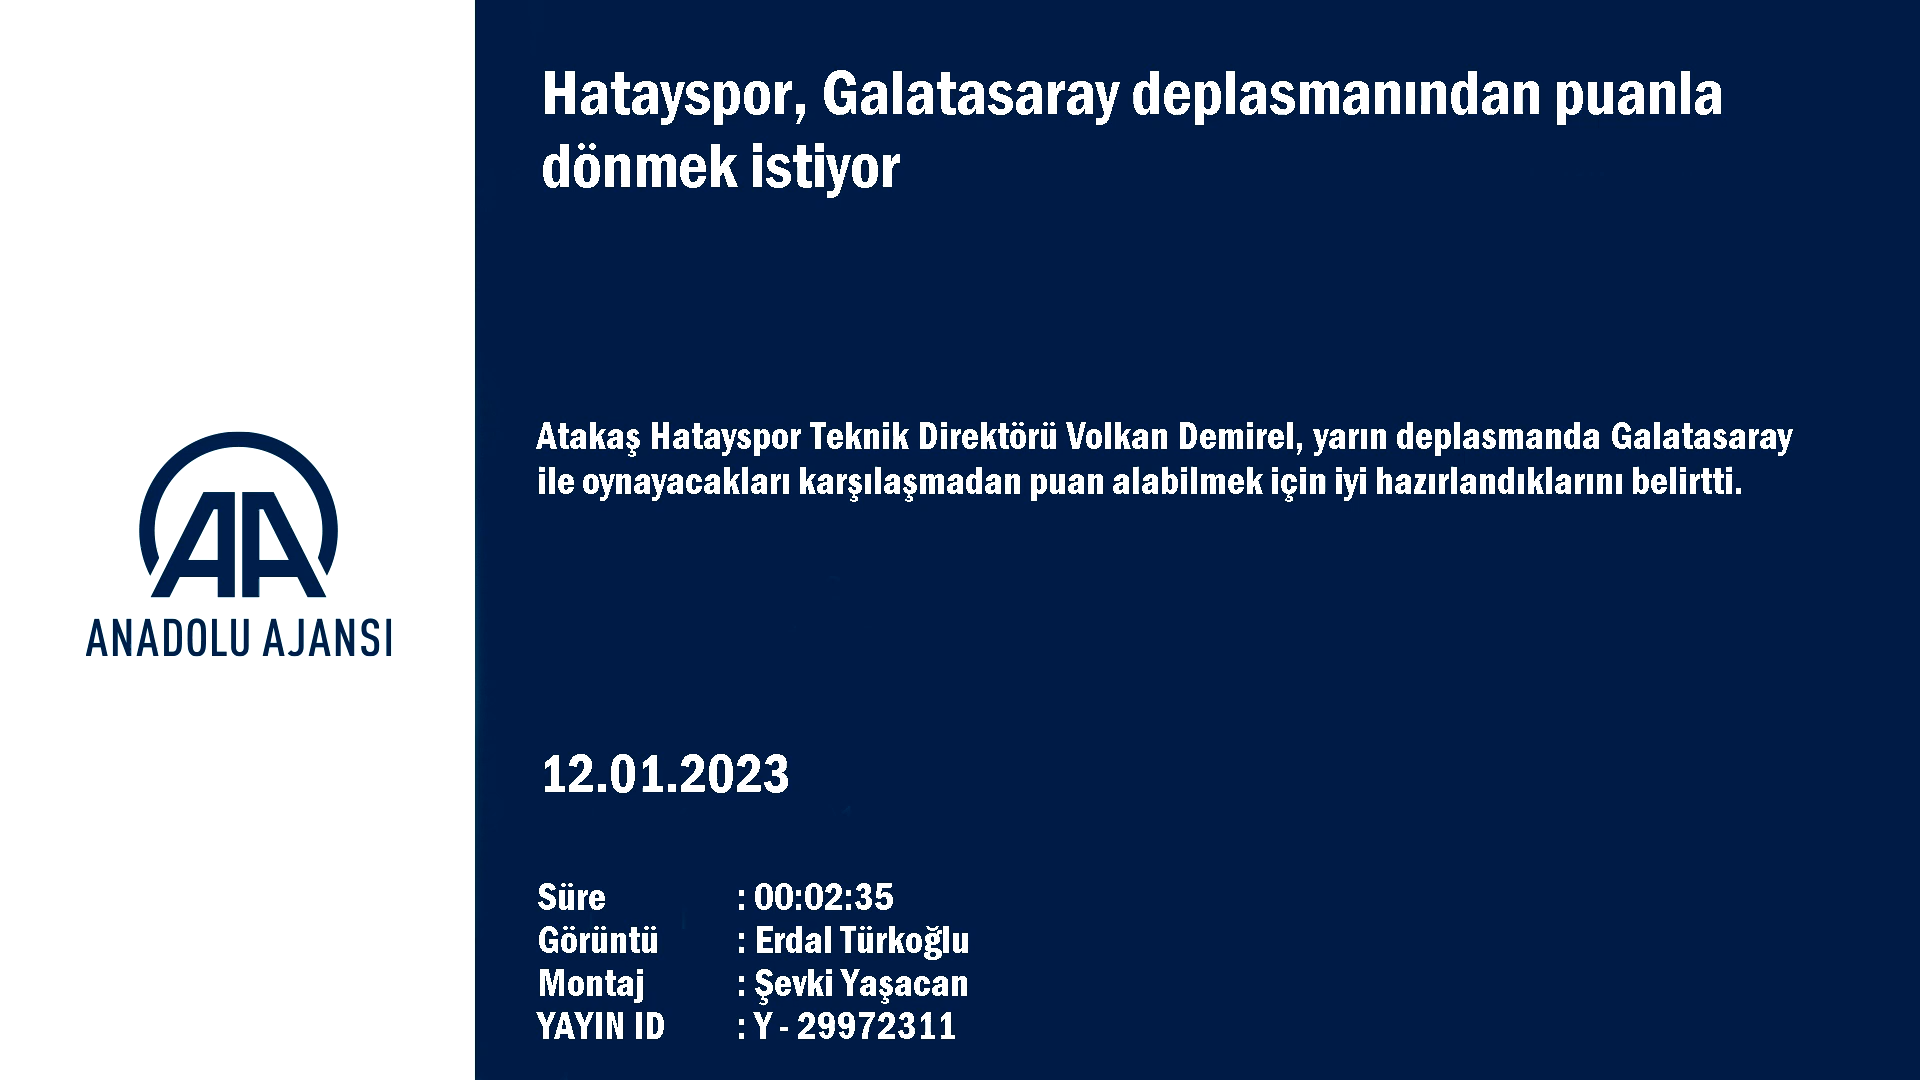 Hatayspor, Galatasaray deplasmanından puanla
dönmek istiyor
Atakaş Hatayspor Teknik Direktörü Volkan Demirel, yarın deplasmanda Galatasaray
ile oynayacakları karşılaşmadan puan alabilmek için iyi hazırlandıklarını belirtti.
AA
ANADOLU AJANSI
12.01.2023
Süre : 00:02:35
Görüntü : Erdal Türkoğlu
Montaj : Şevki Yaşacan
YAYIN ID : Y - 29972311